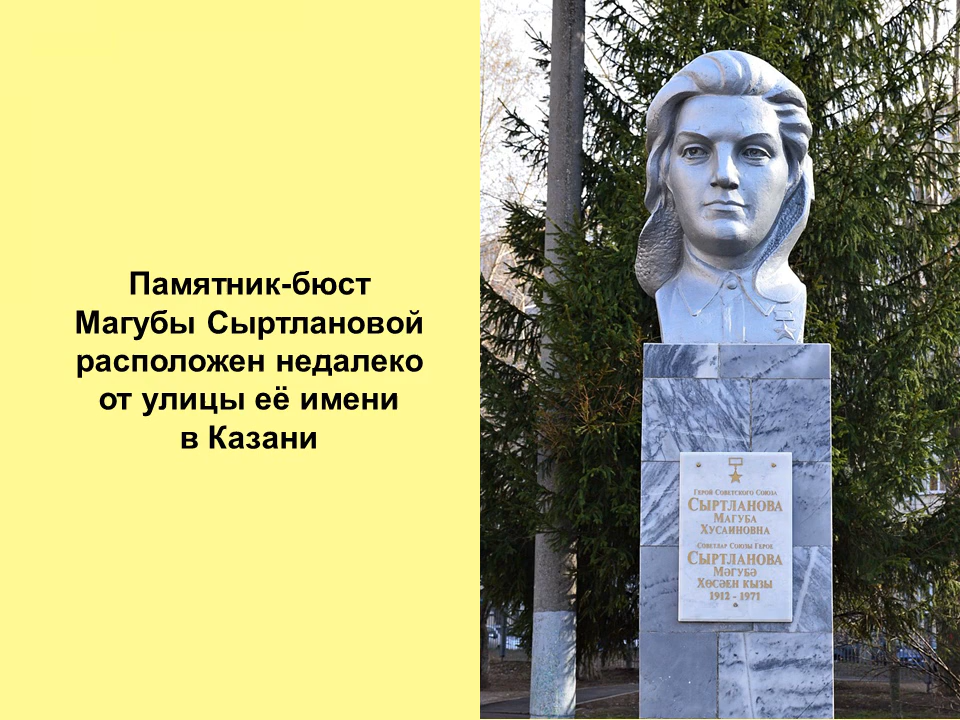 Памятник-бюст
Магубы Сыртлановой
расположен недалеко
от улицы её имени
в Казани
Герой Советского Союза
Сыртланова
Магуба
Хусаиновна
Советлар Союзы Герое
Сыртланова
Мәгубә
Хөсәен кызы
1912 - 1971